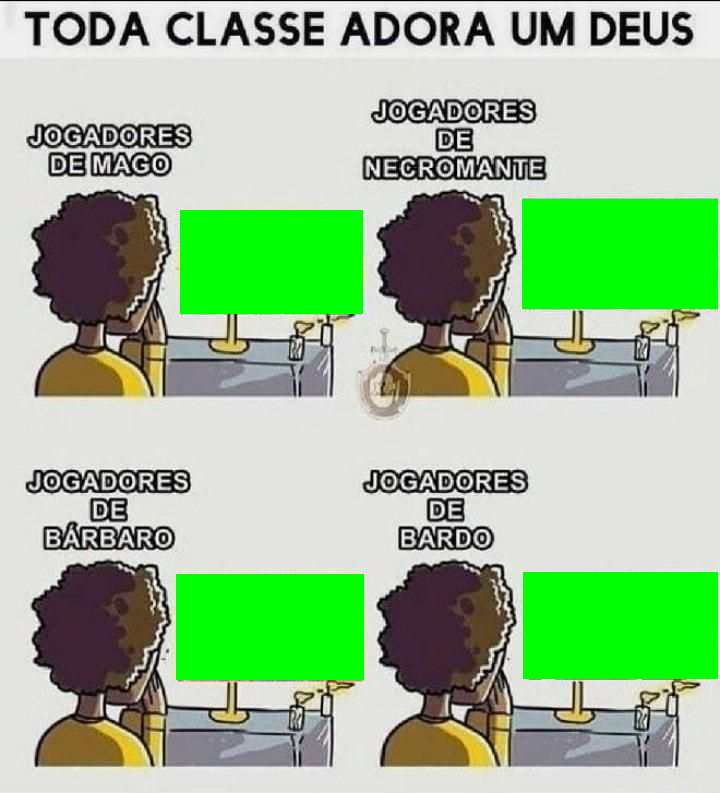 TODA CLASSE ADORA UM DEUS
JOGADORES
DE MAGO
JOGADORES
DE
NECROMANTE
JOGADORES
DE
BÁRBARO
JOGADORES
DE
BARDO